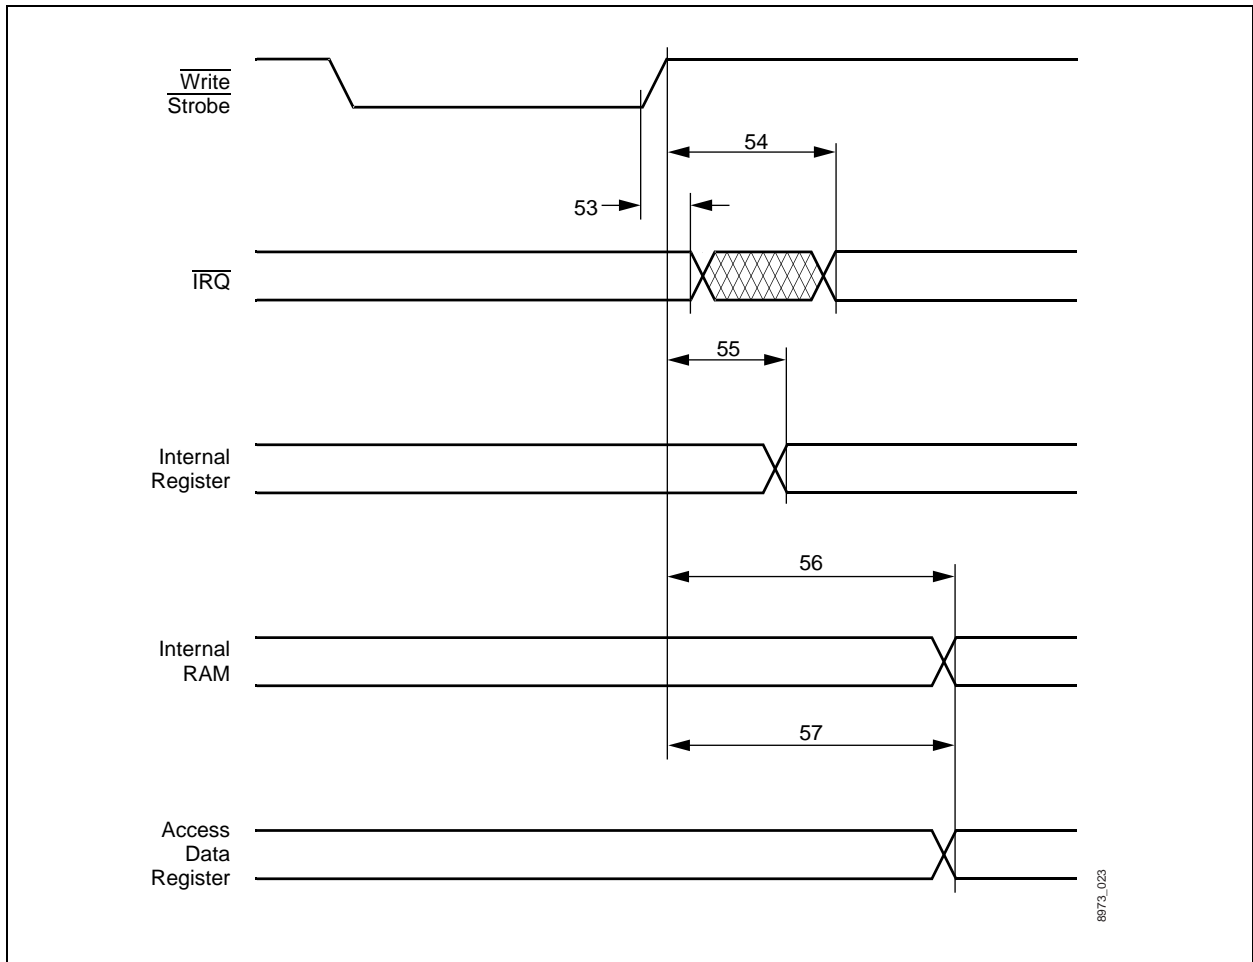 Write
Strobe
54
53
IRQ
55
Internal
Register
56
Internal
RAM
57
Access
Data
Register
8973_023